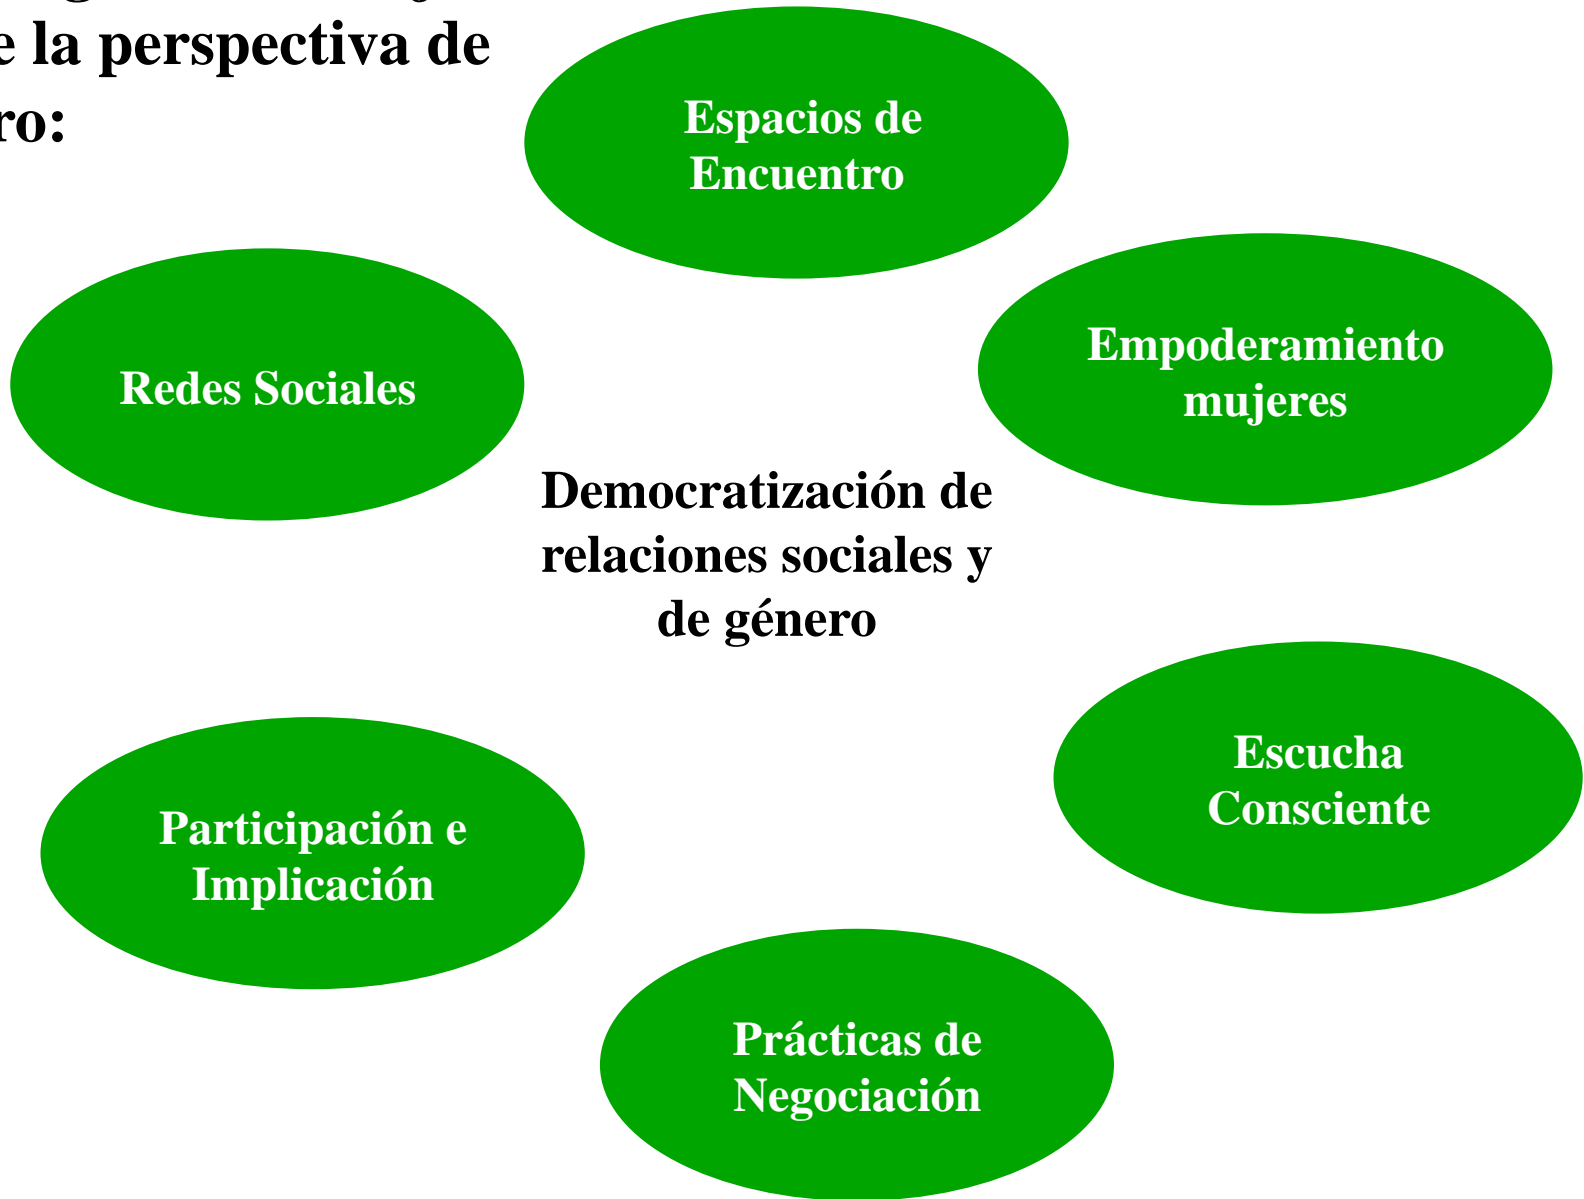 e la perspectiva de
ro:
Espacios de
Encuentro
Empoderamiento
mujeres
Redes Sociales
Democratización de
relaciones sociales y
de género
Escucha
Consciente
Participación e
Implicación
Prácticas de
Negociación